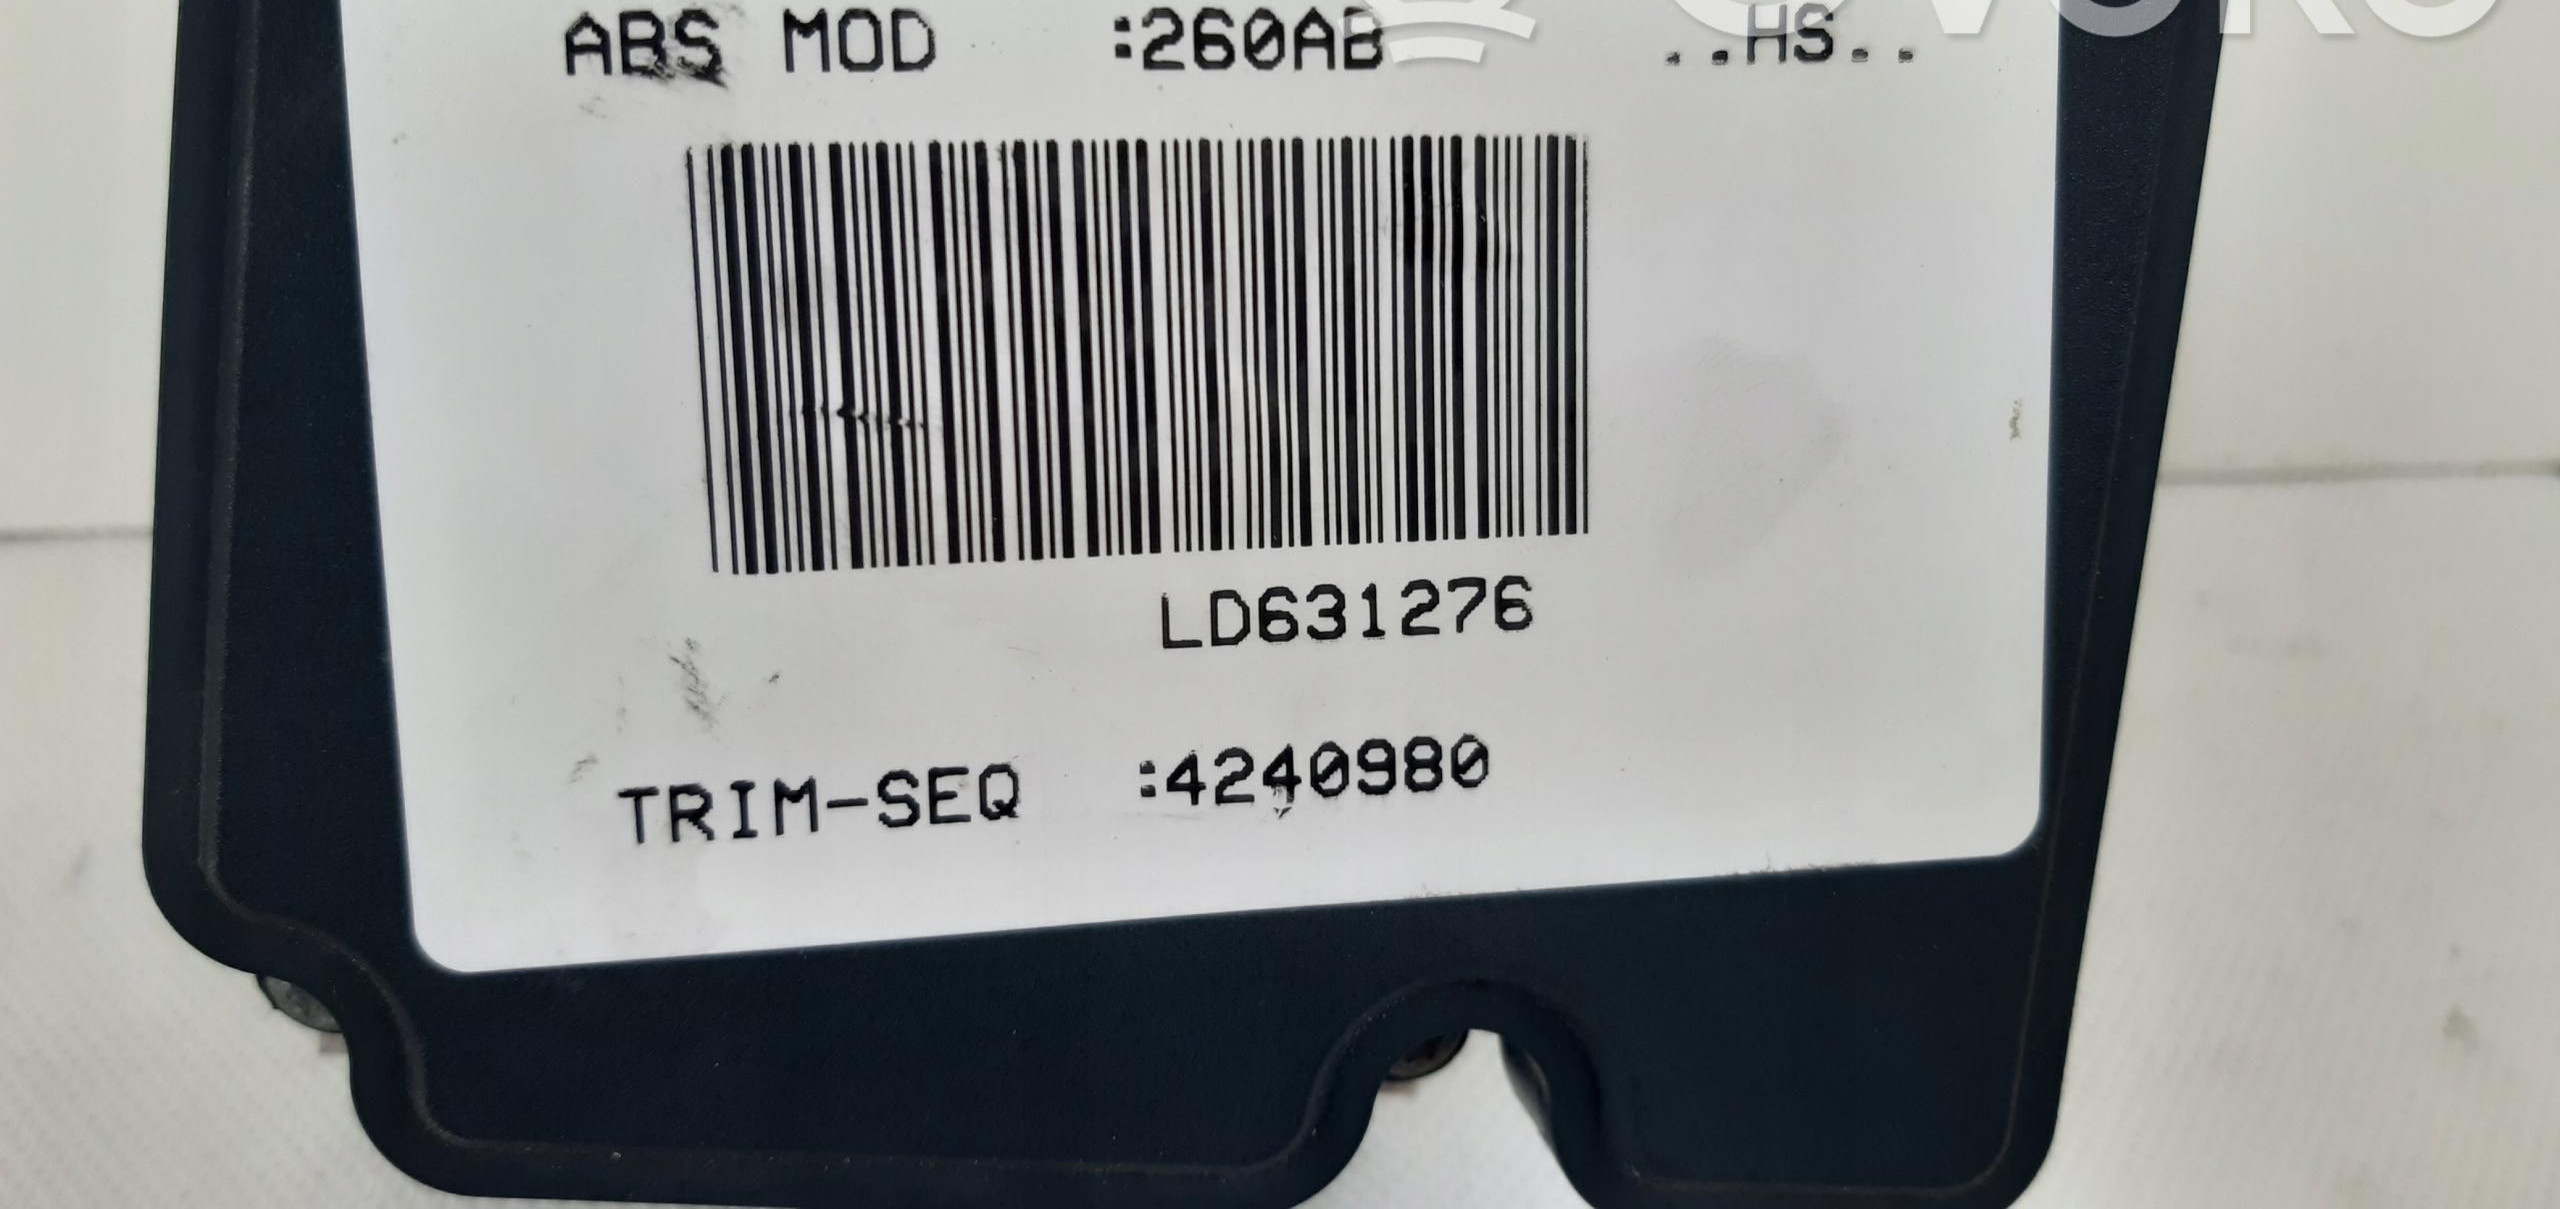 ABS MOD :260AB ..HS..
LD631276
TRIM-SEQ :4240980